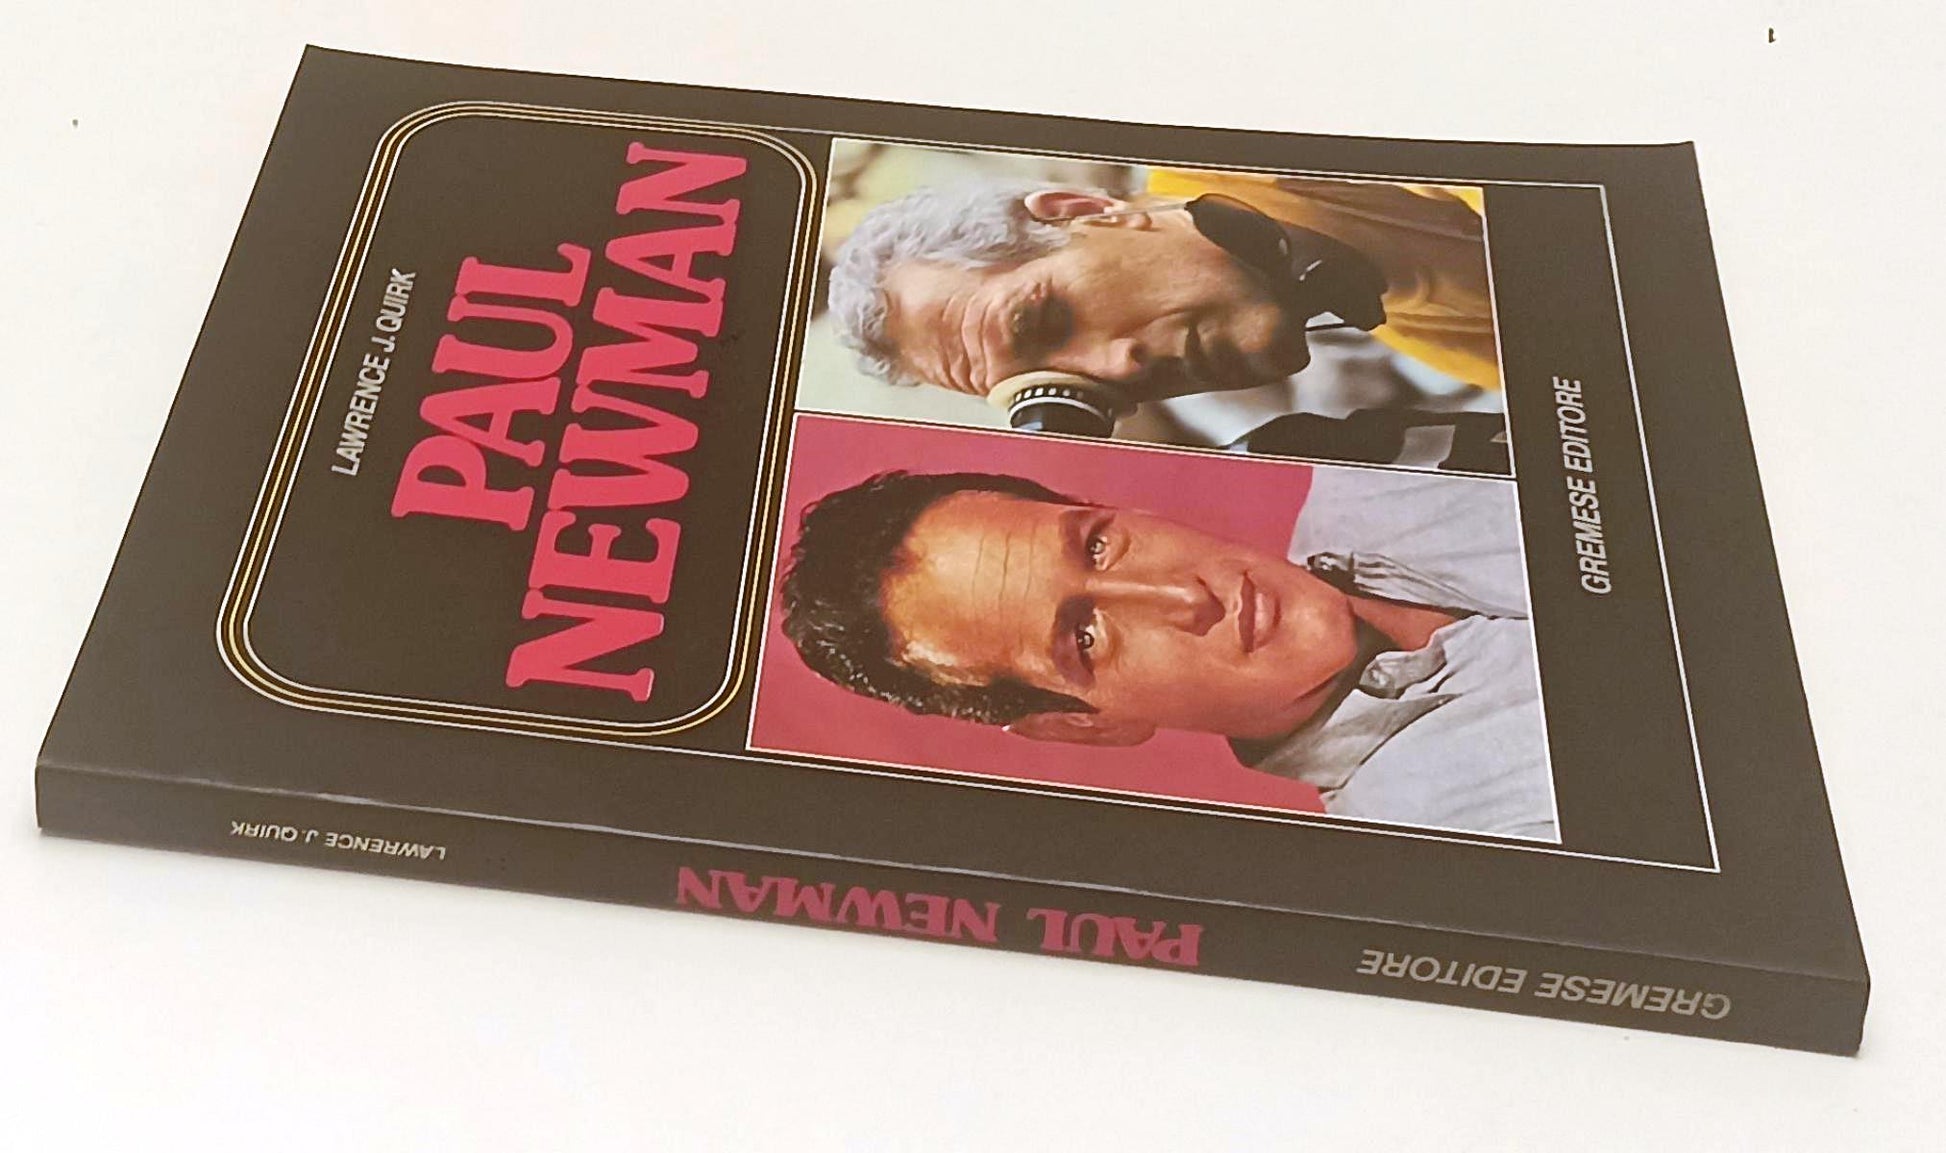 LAWRENCE J. QUIRK
PAUL
NEWMAN
GREMESE EDITORE
LAWRENCE J. QUIRK
PAUL NEWMAN
GREMESE EDITORE